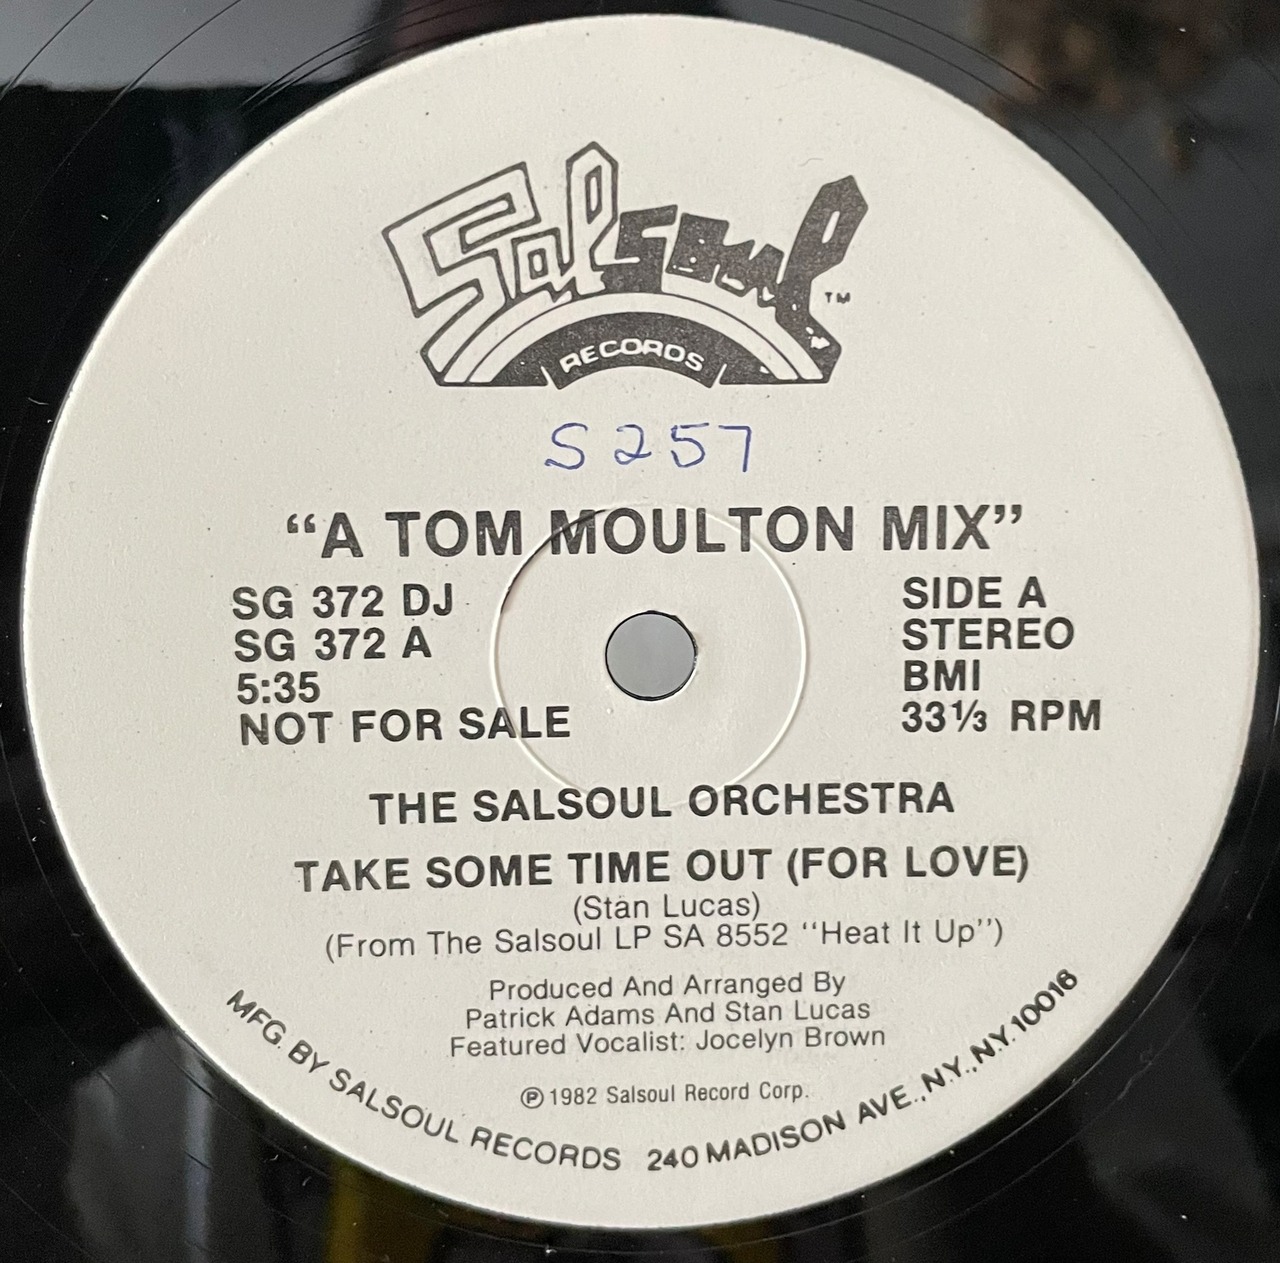 Salsoul TM
RECORDS
S257
“A TOM MOULTON MIX”
SG 372 DJ
SG 372 A
5:35
NOT FOR SALE
SIDE A
STEREO
BMI
33⅓ RPM
THE SALSOUL ORCHESTRA
TAKE SOME TIME OUT (FOR LOVE)
(Stan Lucas)
(From The Salsoul LP SA 8552 "Heat It Up")
Produced And Arranged By
Patrick Adams And Stan Lucas
Featured Vocalist: Jocelyn Brown
℗ 1982 Salsoul Record Corp.
MFG. BY SALSOUL RECORDS 240 MADISON AVE., N.Y., N.Y. 10016